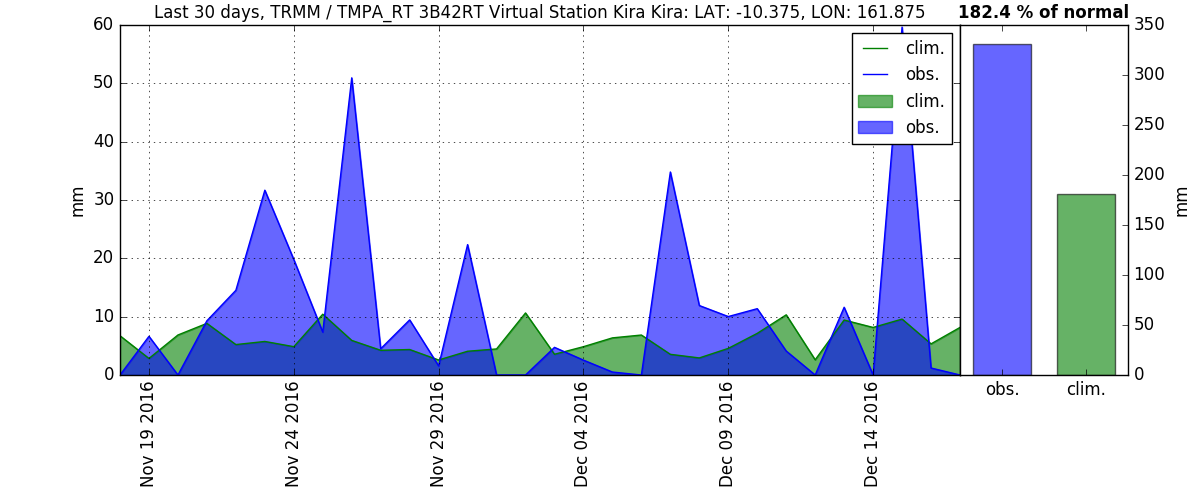 Last 30 days, TRMM / TMPA_RT 3B42RT Virtual Station Kira Kira: LAT: -10.375, LON: 161.875
182.4 % of normal
60
50
40
30
20
10
0
mm
clim.
obs.
clim.
obs.
350
300
250
200
150
100
50
0
mm
Nov 19 2016
Nov 24 2016
Nov 29 2016
Dec 04 2016
Dec 09 2016
Dec 14 2016
obs.
clim.